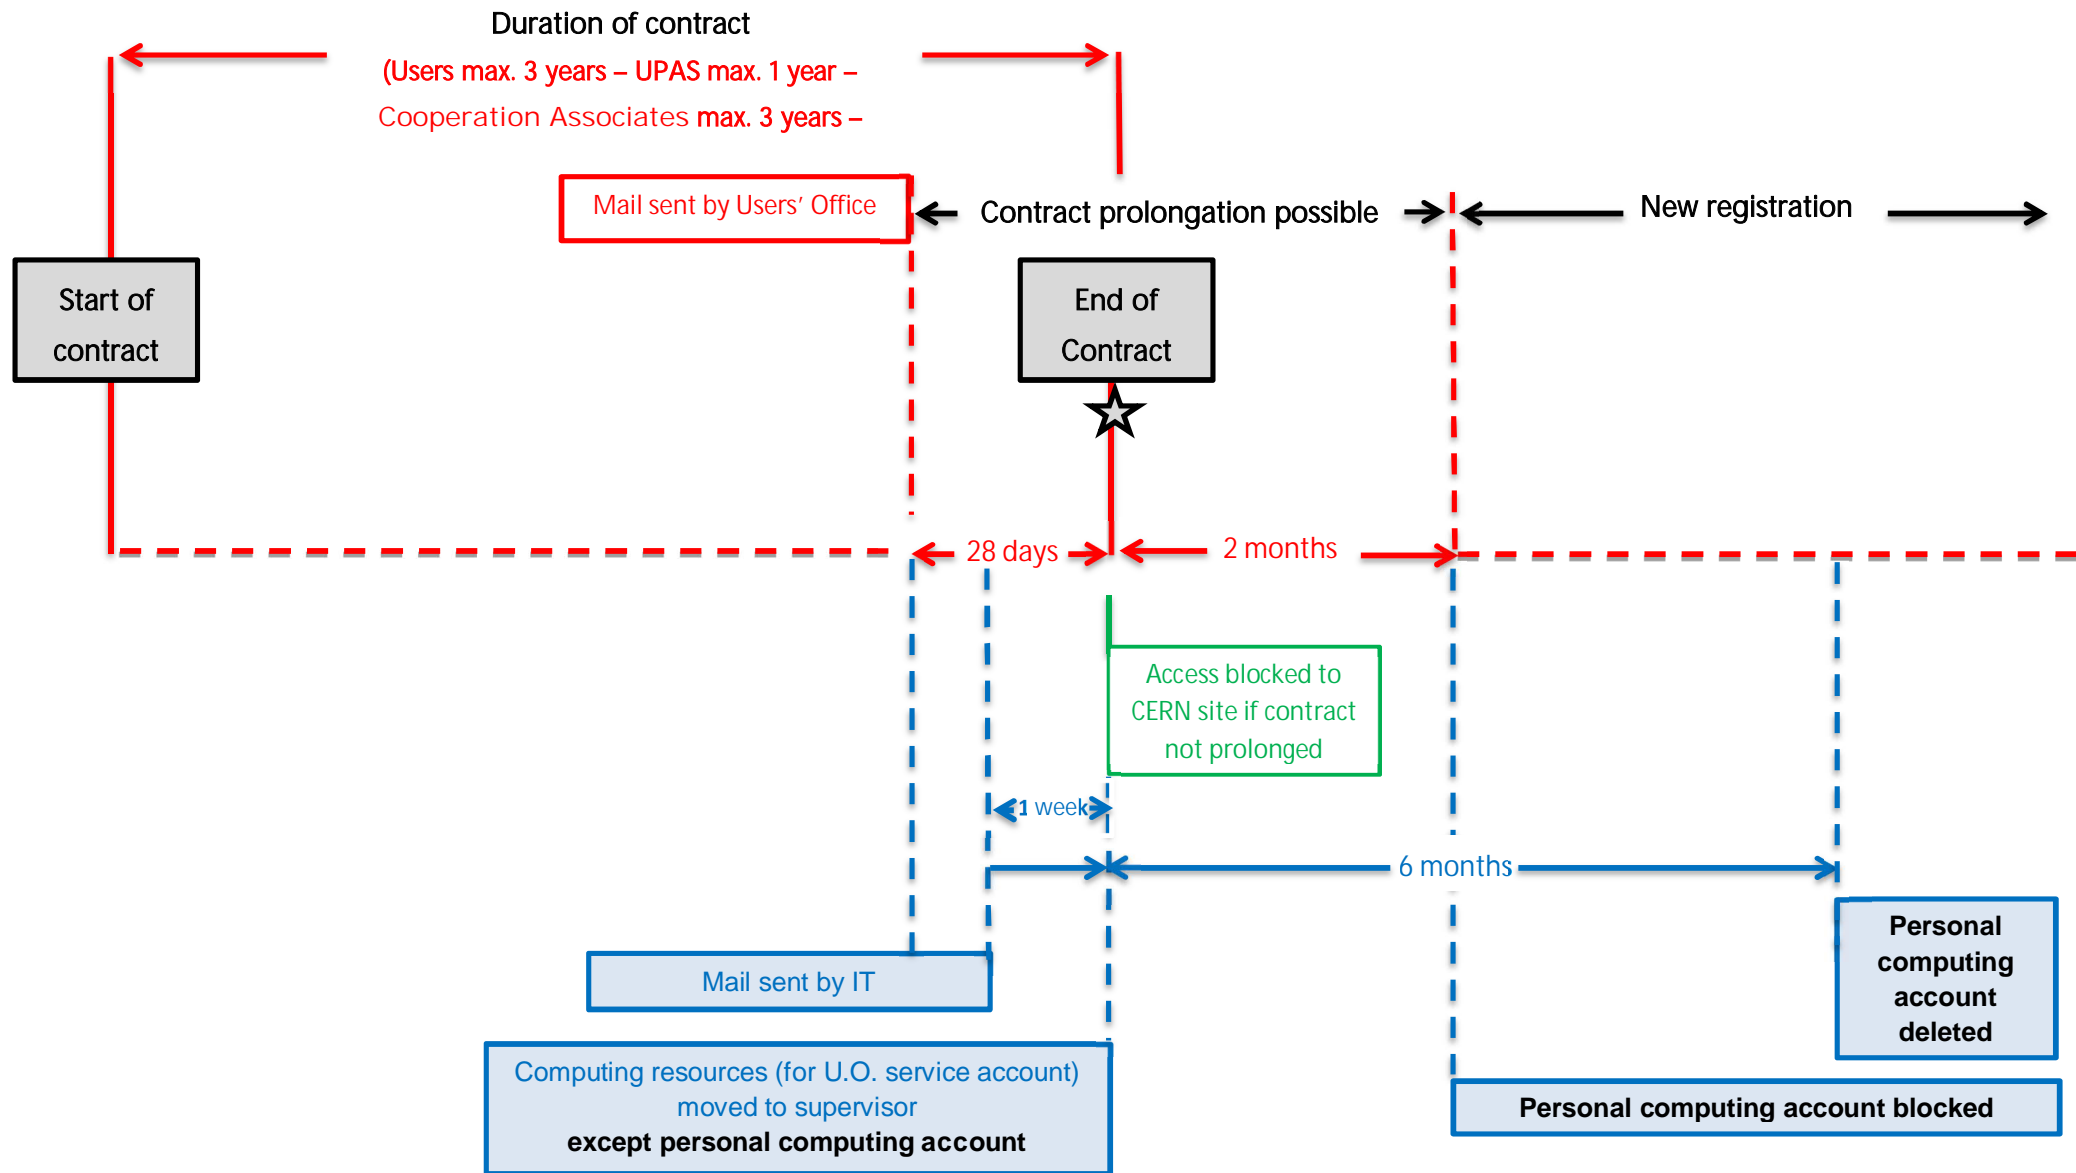 Duration of contract
(Users max. 3 years – UPAS max. 1 year –
Cooperation Associates max. 3 years –
Mail sent by Users’ Office
Contract prolongation possible
New registration
Start of
contract
End of
Contract
28 days
2 months
Access blocked to
CERN site if contract
not prolonged
1 week
6 months
Mail sent by IT
Personal
computing
account
deleted
Computing resources (for U.O. service account)
moved to supervisor
except personal computing account
Personal computing account blocked